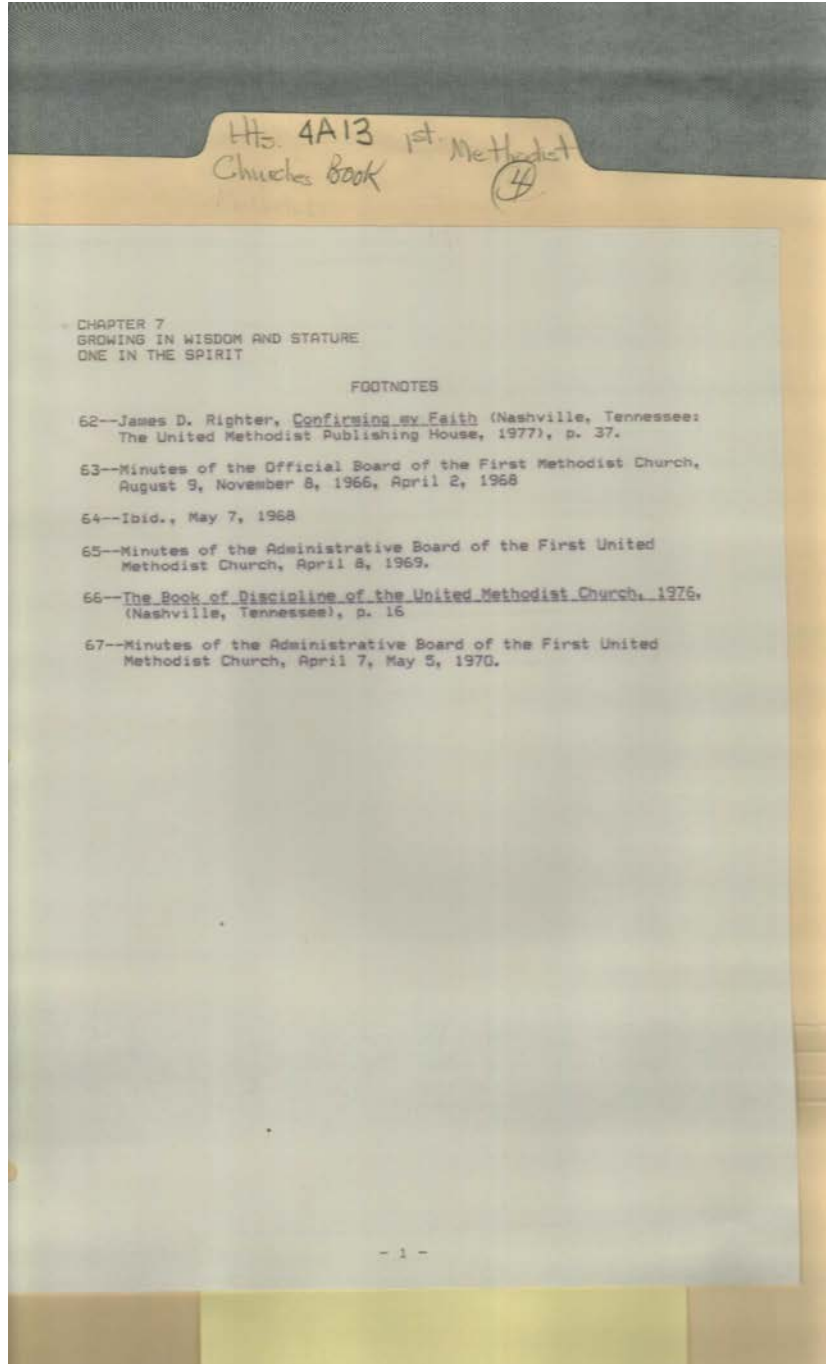 Hts. 4A13 1st. Methodist
Churches Book 4
CHAPTER 7
GROWING IN WISDOM AND STATURE
ONE IN THE SPIRIT
FOOTNOTES
62--James D. Righter, Confirming my Faith (Nashville, Tennessee:
The United Methodist Publishing House, 1977), p. 37.
63--Minutes of the Official Board of the First Methodist Church,
August 9, November 8, 1966, April 2, 1968
64--Ibid., May 7, 1968
65--Minutes of the Administrative Board of the First United
Methodist Church, April 8, 1969.
66--The Book of Discipline of the United Methodist Church, 1976,
(Nashville, Tennessee), p. 16
67--Minutes of the Administrative Board of the First United
Methodist Church, April 7, May 5, 1970.
- 1 -